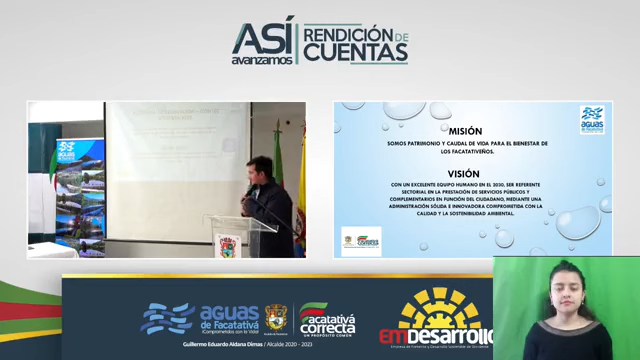 ASÍ
avanzamos
RENDICIÓN DE
CUENTAS
MISIÓN
SOMOS PATRIMONIO Y CAUDAL DE VIDA PARA EL BIENESTAR DE
LOS FACATATIVEÑOS.
VISIÓN
CON UN EXCELENTE EQUIPO HUMANO EN EL 2030, SER REFERENTE
SECTORIAL EN LA PRESTACIÓN DE SERVICIOS PÚBLICOS Y
COMPLEMENTARIOS EN FUNCIÓN DEL CIUDADANO, MEDIANTE UNA
ADMINISTRACIÓN SÓLIDA E INNOVADORA COMPROMETIDA CON LA
CALIDAD Y LA SOSTENIBILIDAD AMBIENTAL.
AGUAS
de Facatativá
AGUAS
de Facatativá
¡Comprometidos con la Vida!
Facatativá
correcta
UN PROPÓSITO COMÚN
Guillermo Eduardo Aldana Dimas / Alcalde 2020 - 2023
EMDESARROLLO